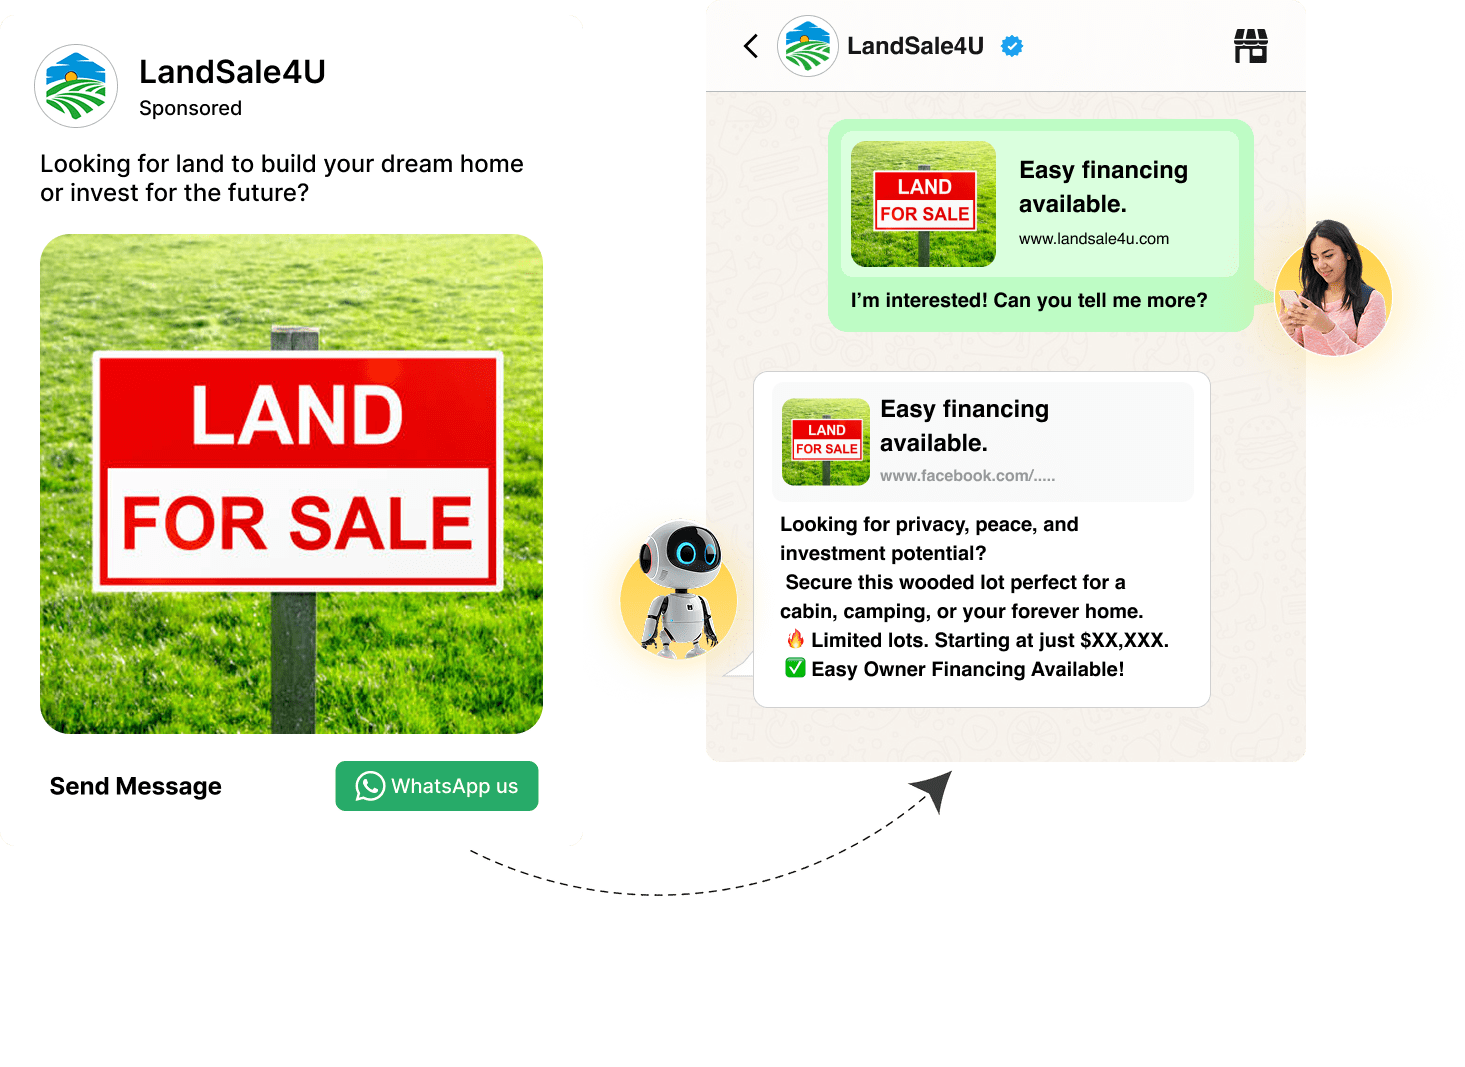 LandSale4U
Sponsored
Looking for land to build your dream home
or invest for the future?
LAND
FOR SALE
Send Message
WhatsApp us
LandSale4U
LAND
FOR SALE
Easy financing
available.
www.landsale4u.com
I’m interested! Can you tell me more?
LAND
FOR SALE
Easy financing
available.
www.facebook.com/.....
Looking for privacy, peace, and
investment potential?
Secure this wooded lot perfect for a
cabin, camping, or your forever home.
🔥 Limited lots. Starting at just $XX,XXX.
✅ Easy Owner Financing Available!